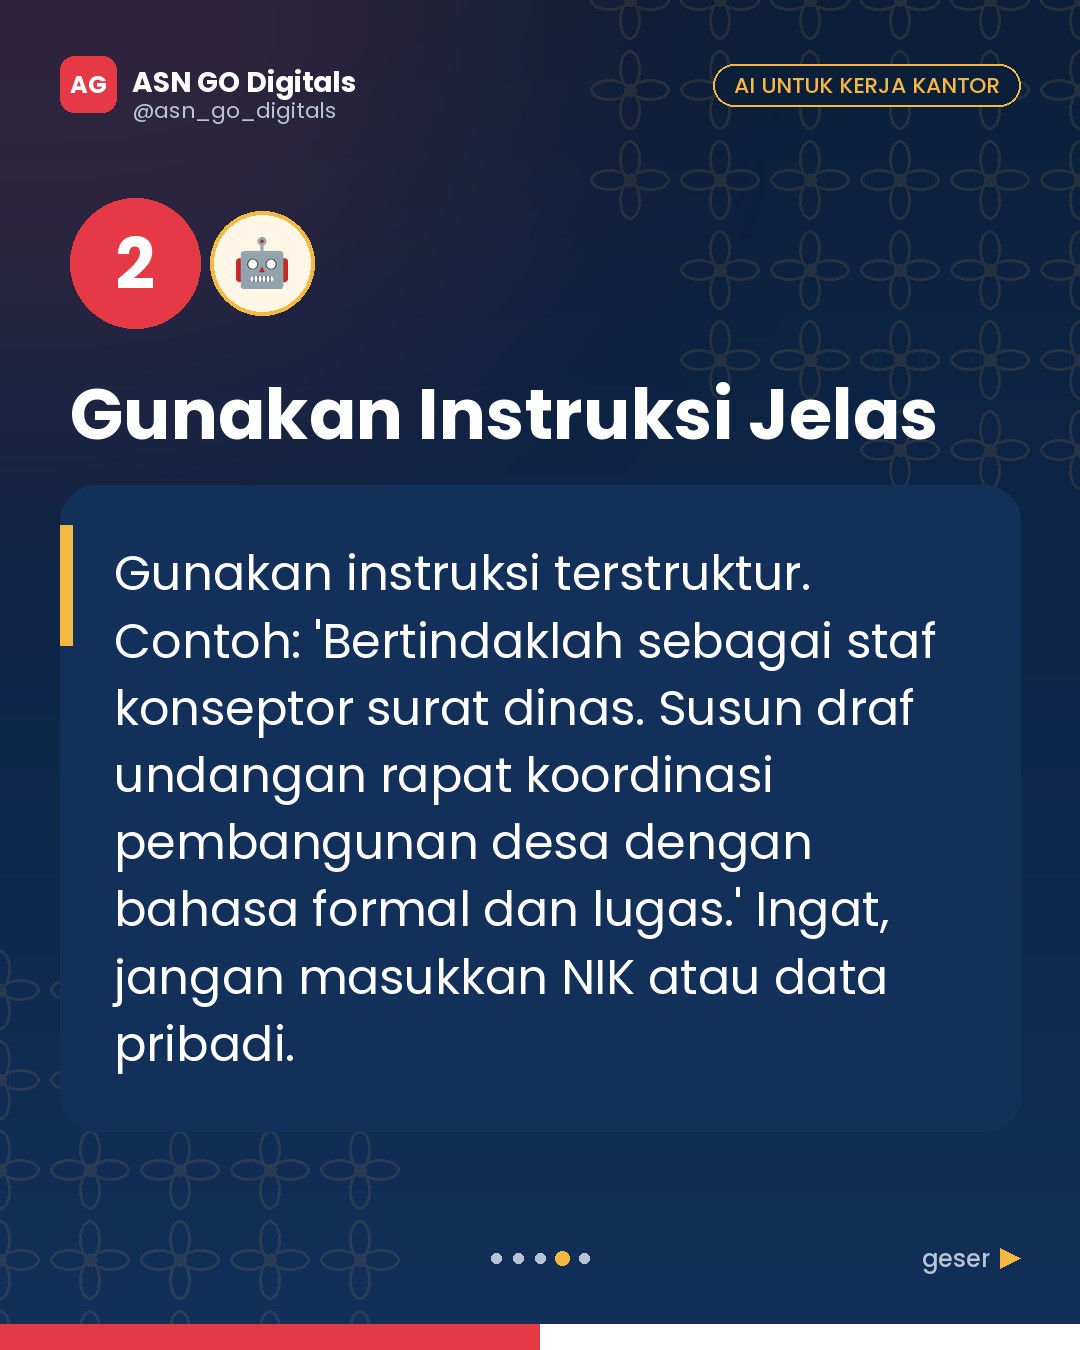 AG
ASN GO Digitals
@asn_go_digitals
AI UNTUK KERJA KANTOR
2
Gunakan Instruksi Jelas
Gunakan instruksi terstruktur.
Contoh: 'Bertindaklah sebagai staf
konseptor surat dinas. Susun draf
undangan rapat koordinasi
pembangunan desa dengan
bahasa formal dan lugas.' Ingat,
jangan masukkan NIK atau data
pribadi.
geser